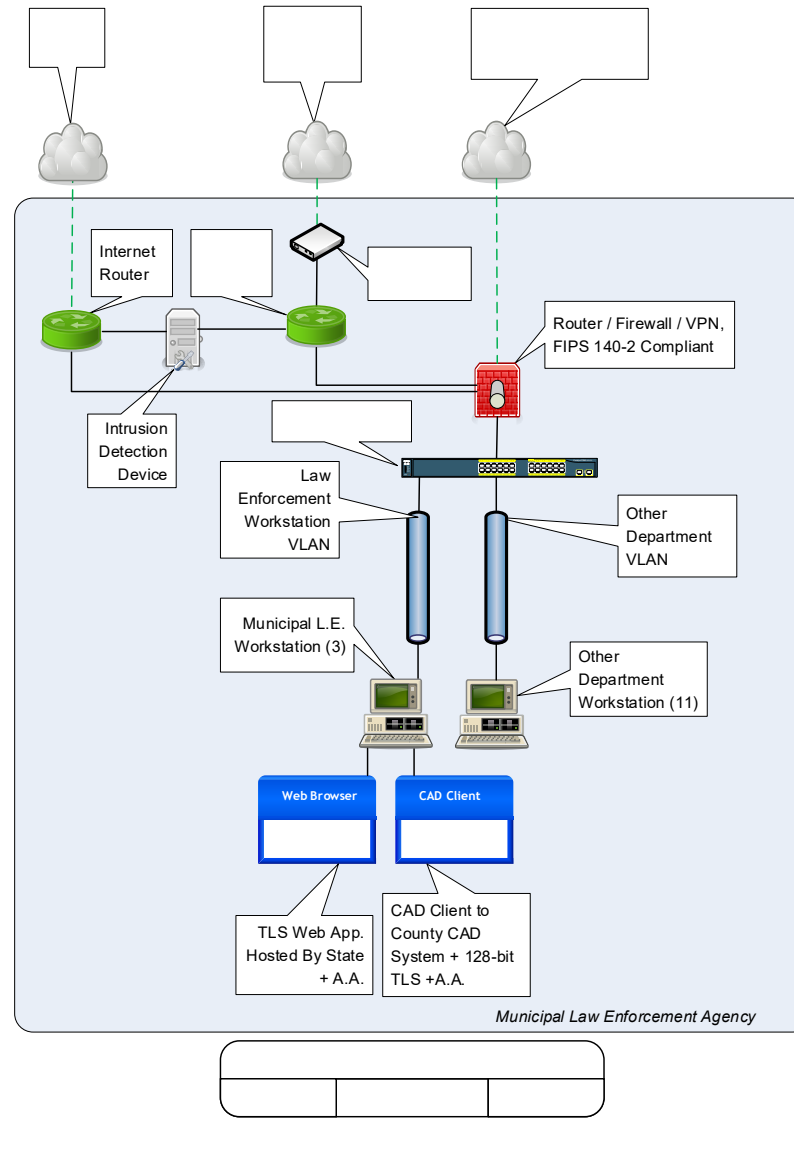 Internet
Router
Router / Firewall / VPN,
FIPS 140-2 Compliant
Intrusion
Detection
Device
Law
Enforcement
Workstation
VLAN
Other
Department
VLAN
Municipal L.E.
Workstation (3)
Other
Department
Workstation (11)
Web Browser
CAD Client
TLS Web App.
Hosted By State
+ A.A.
CAD Client to
County CAD
System + 128-bit
TLS +A.A.
Municipal Law Enforcement Agency